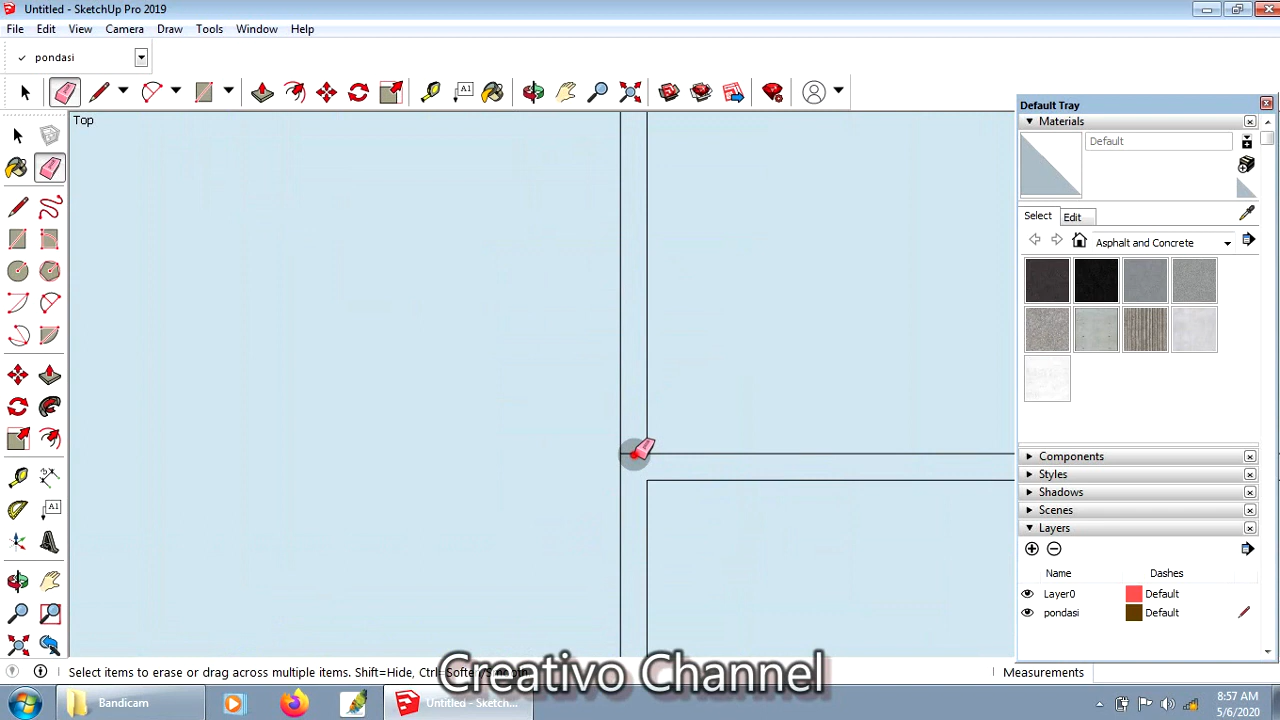 Untitled - SketchUp Pro 2019
File Edit View Camera Draw Tools Window Help
pondasi
A1
Top
Default Tray
Materials
Default
Select Edit
Asphalt and Concrete
A1
Components
Styles
Shadows
Scenes
Layers
Name Dashes
Layer0 Default
pondasi Default
Select items to erase or drag across multiple items. Shift=Hide, Ctrl=Soften/Smooth
Measurements
Creativo Channel
Bandicam
Untitled - Sketch...
8:57 AM
5/6/2020